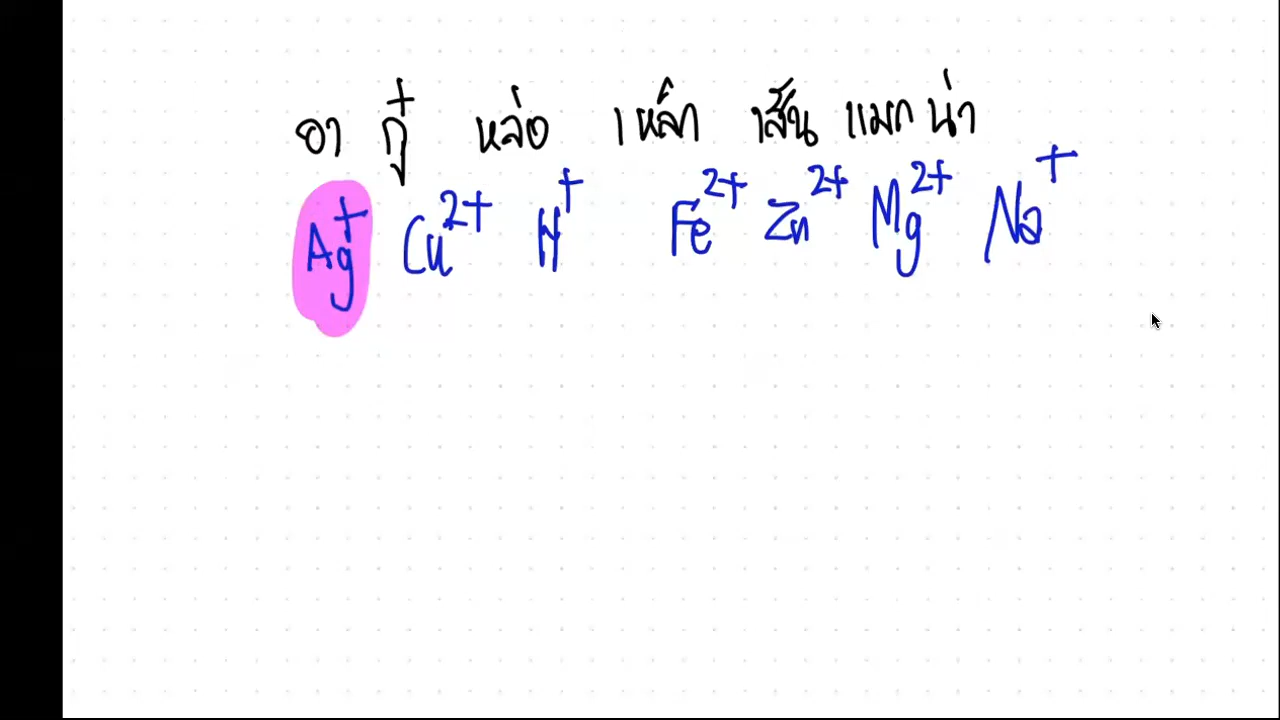 อา กู๋ หล่อ เหล็ก เส้น แมก น่า
Ag⁺ Cu²⁺ H⁺ Fe²⁺ Zn²⁺ Mg²⁺ Na⁺